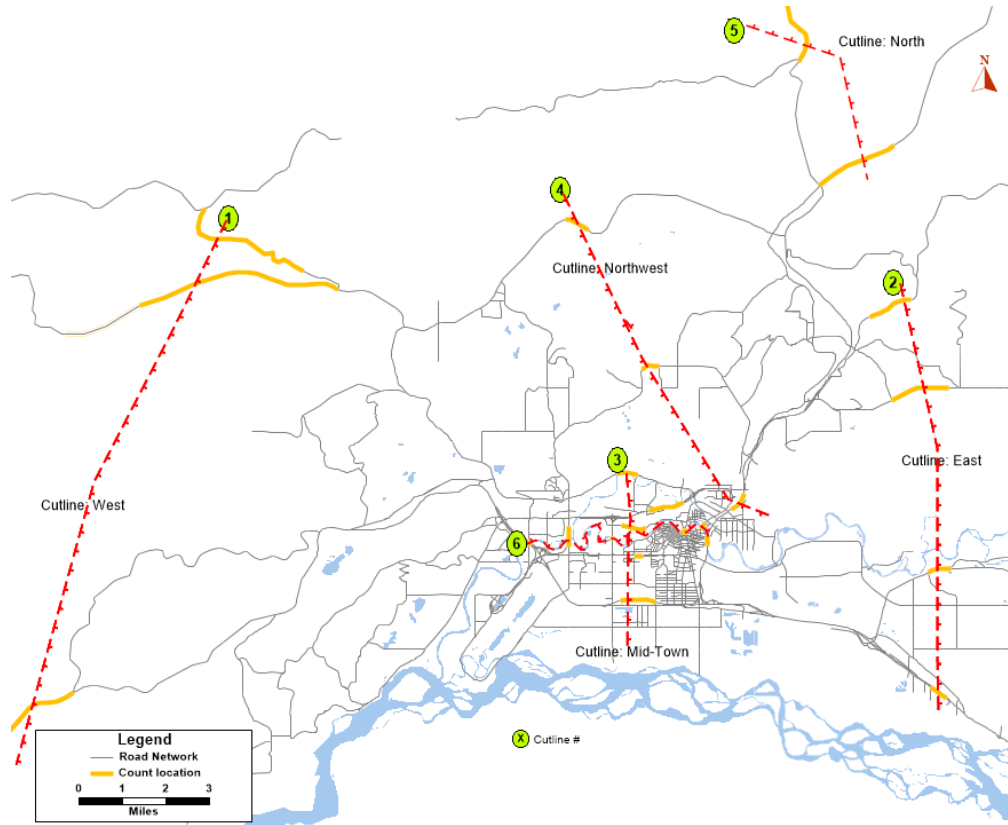 5
Cutline: North
N
4
1
Cutline: Northwest
2
3
Cutline: East
Cutline: West
6
Cutline: Mid-Town
Legend
Road Network
Count location
0 1 2 3
Miles
X Cutline #